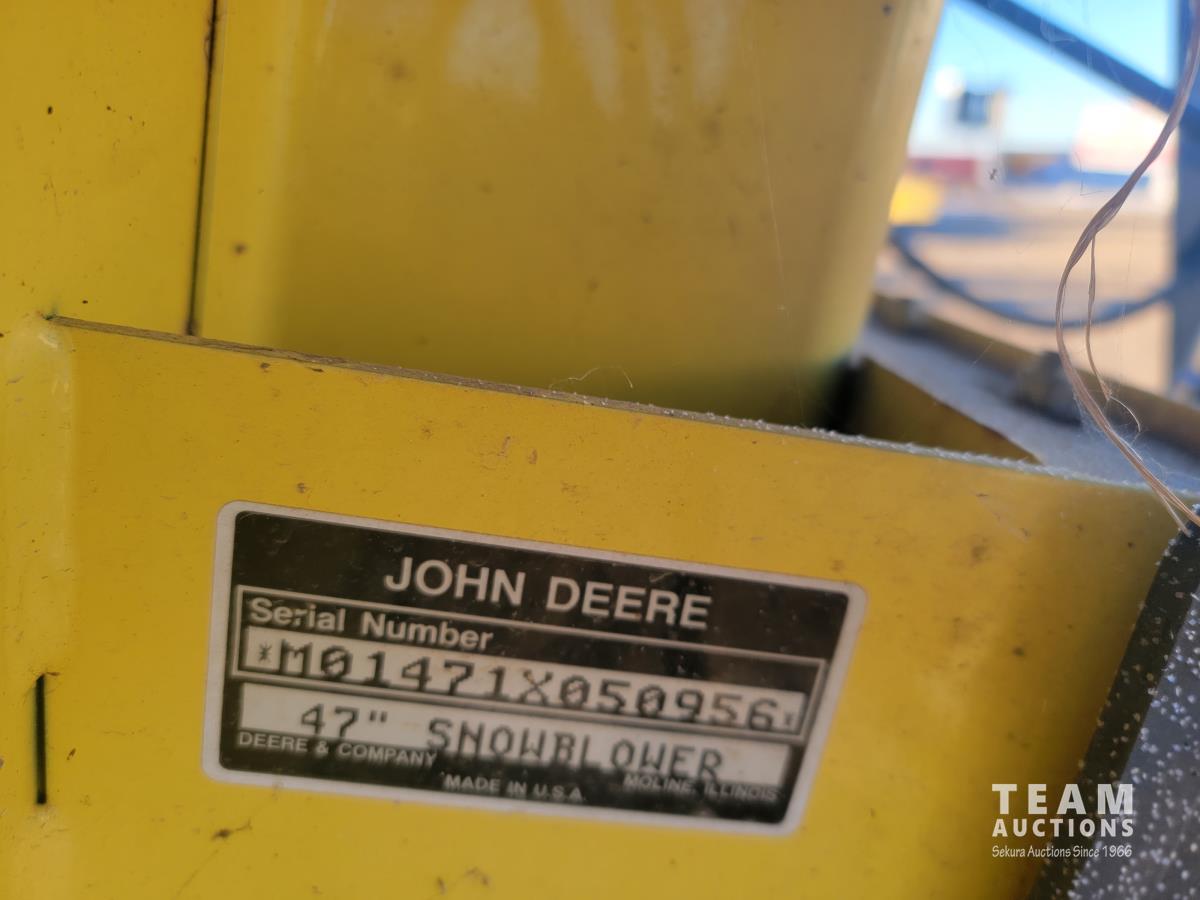 JOHN DEERE
Serial Number
*M01471X050956*
47" SNOWBLOWER
DEERE & COMPANY MOLINE, ILLINOIS
MADE IN U.S.A.
TEAM
AUCTIONS
Sekura Auctions Since 1966